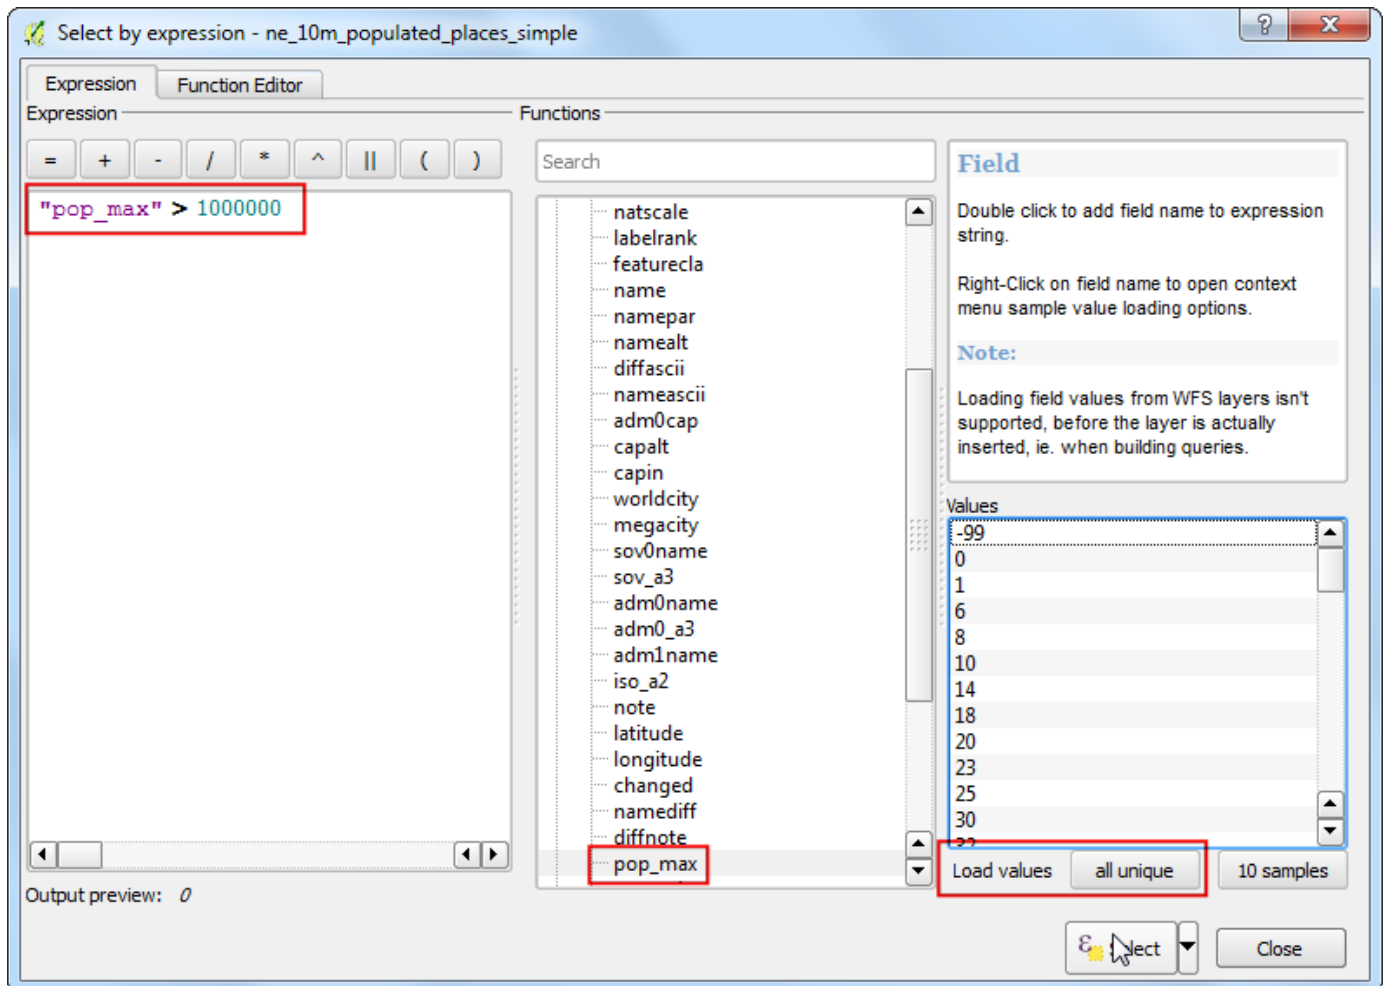 Select by expression - ne_10m_populated_places_simple
?
Expression
Function Editor
Expression
Functions
= + - / * ^ || ( )
"pop_max" > 1000000
Output preview: 0
Search
natscale
labelrank
featurecla
name
namepar
namealt
diffascii
nameascii
adm0cap
capalt
capin
worldcity
megacity
sov0name
sov_a3
adm0name
adm0_a3
adm1name
iso_a2
note
latitude
longitude
changed
namediff
diffnote
pop_max
Field
Double click to add field name to expression
string.
Right-Click on field name to open context
menu sample value loading options.
Note:
Loading field values from WFS layers isn't
supported, before the layer is actually
inserted, ie. when building queries.
Values
-99
0
1
6
8
10
14
18
20
23
25
30
Load values
all unique
10 samples
Close